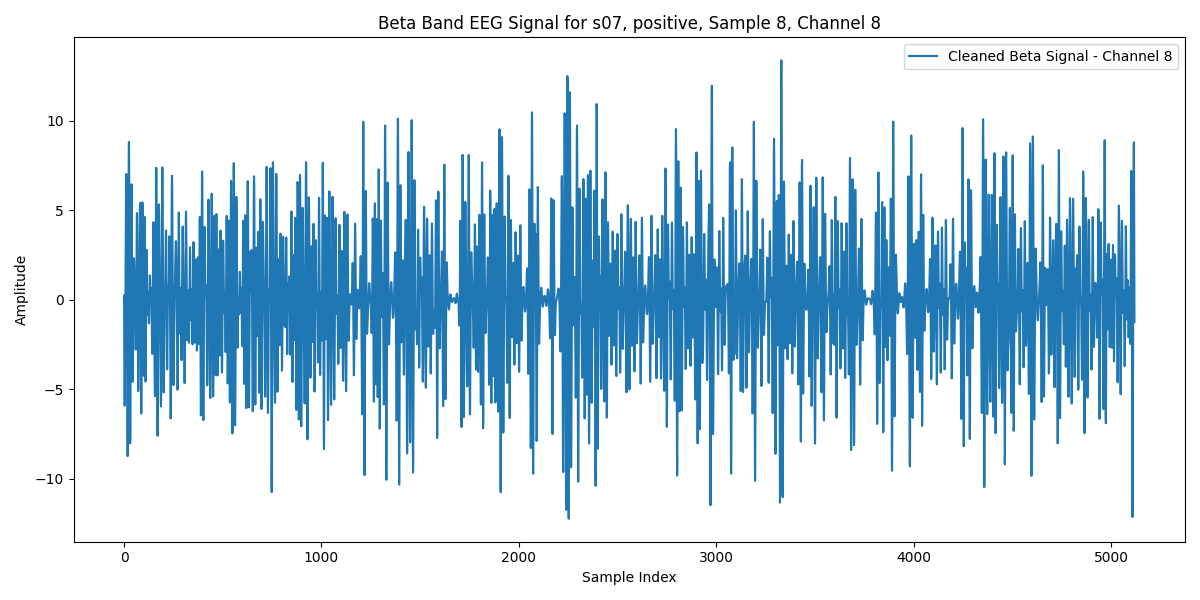 Beta Band EEG Signal for s07, positive, Sample 8, Channel 8
Cleaned Beta Signal - Channel 8
Amplitude
10
5
0
−5
−10
0 1000 2000 3000 4000 5000
Sample Index